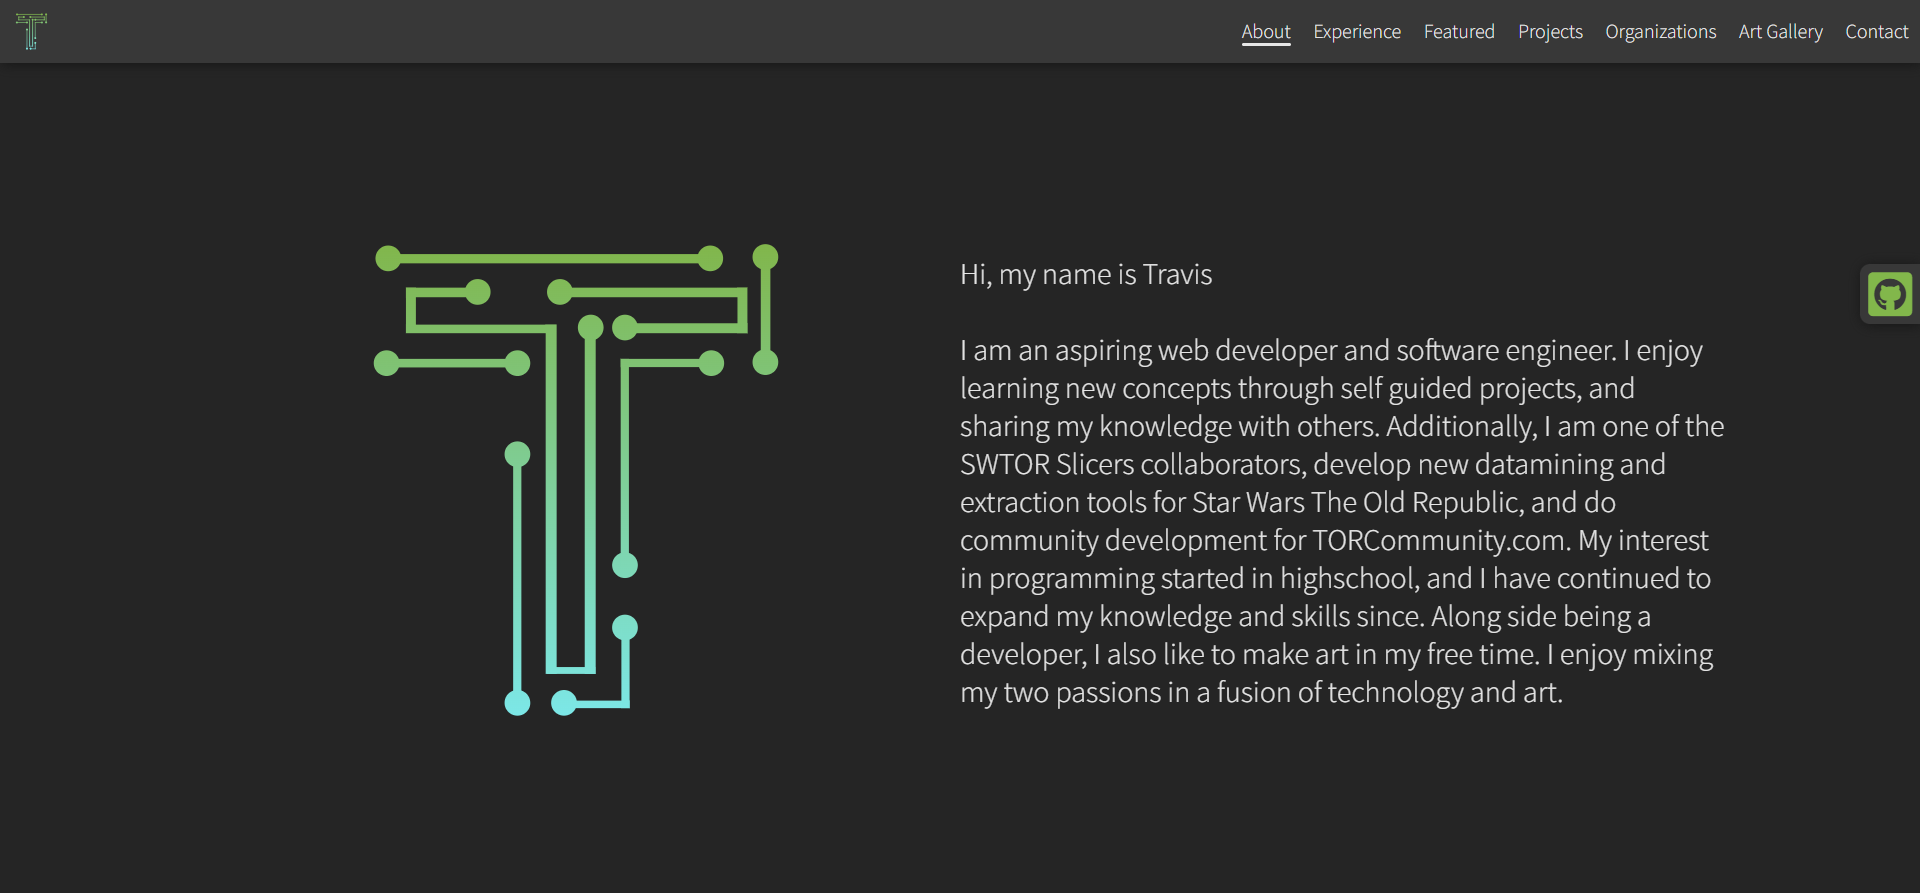 About Experience Featured Projects Organizations Art Gallery Contact
Hi, my name is Travis
I am an aspiring web developer and software engineer. I enjoy
learning new concepts through self guided projects, and
sharing my knowledge with others. Additionally, I am one of the
SWTOR Slicers collaborators, develop new datamining and
extraction tools for Star Wars The Old Republic, and do
community development for TORCommunity.com. My interest
in programming started in highschool, and I have continued to
expand my knowledge and skills since. Along side being a
developer, I also like to make art in my free time. I enjoy mixing
my two passions in a fusion of technology and art.